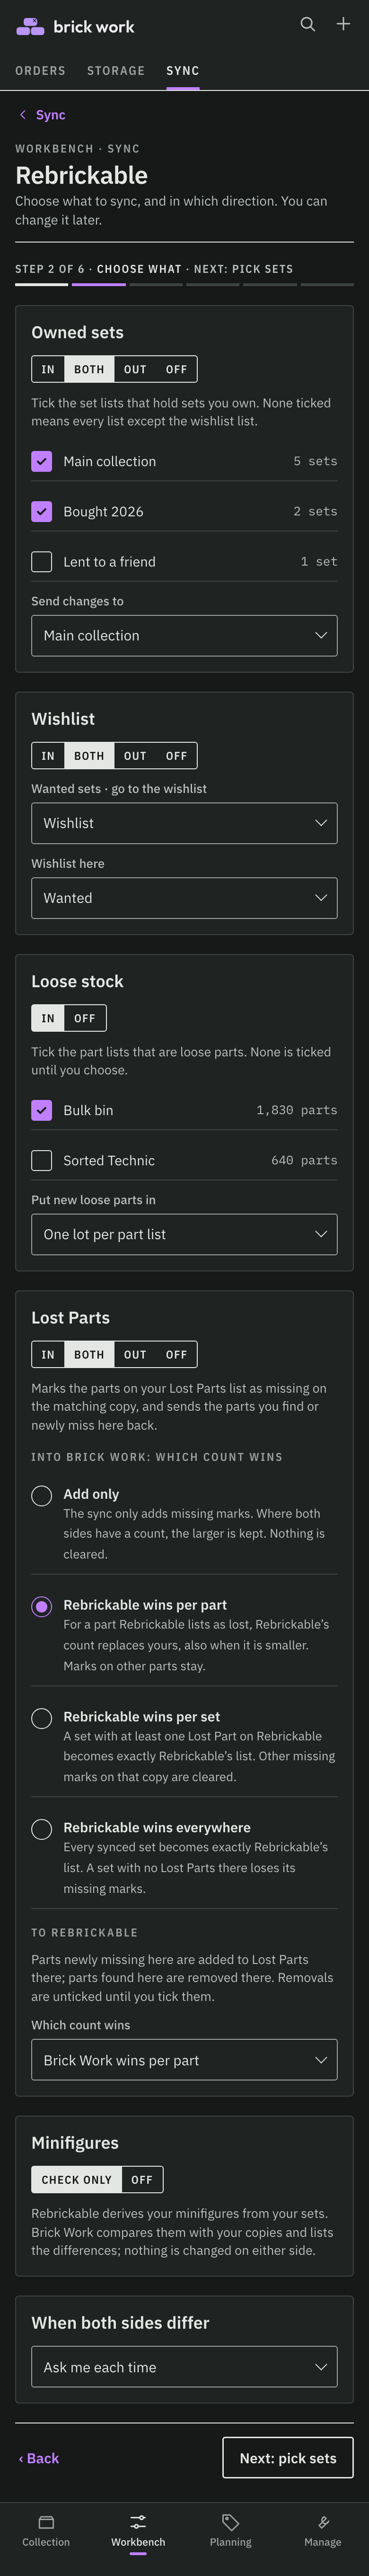 brick work
ORDERS STORAGE SYNC
Sync
WORKBENCH · SYNC
Rebrickable
Choose what to sync, and in which direction. You can
change it later.
STEP 2 OF 6 · CHOOSE WHAT · NEXT: PICK SETS
Owned sets
IN BOTH OUT OFF
Tick the set lists that hold sets you own. None ticked
means every list except the wishlist list.
Main collection 5 sets
Bought 2026 2 sets
Lent to a friend 1 set
Send changes to
Main collection
Wishlist
IN BOTH OUT OFF
Wanted sets · go to the wishlist
Wishlist
Wishlist here
Wanted
Loose stock
IN OFF
Tick the part lists that are loose parts. None is ticked
until you choose.
Bulk bin 1,830 parts
Sorted Technic 640 parts
Put new loose parts in
One lot per part list
Lost Parts
IN BOTH OUT OFF
Marks the parts on your Lost Parts list as missing on
the matching copy, and sends the parts you find or
newly miss here back.
INTO BRICK WORK: WHICH COUNT WINS
Add only
The sync only adds missing marks. Where both
sides have a count, the larger is kept. Nothing is
cleared.
Rebrickable wins per part
For a part Rebrickable lists as lost, Rebrickable’s
count replaces yours, also when it is smaller.
Marks on other parts stay.
Rebrickable wins per set
A set with at least one Lost Part on Rebrickable
becomes exactly Rebrickable’s list. Other missing
marks on that copy are cleared.
Rebrickable wins everywhere
Every synced set becomes exactly Rebrickable’s
list. A set with no Lost Parts there loses its
missing marks.
TO REBRICKABLE
Parts newly missing here are added to Lost Parts
there; parts found here are removed there. Removals
are unticked until you tick them.
Which count wins
Brick Work wins per part
Minifigures
CHECK ONLY OFF
Rebrickable derives your minifigures from your sets.
Brick Work compares them with your copies and lists
the differences; nothing is changed on either side.
When both sides differ
Ask me each time
‹ Back Next: pick sets
Collection Workbench Planning Manage